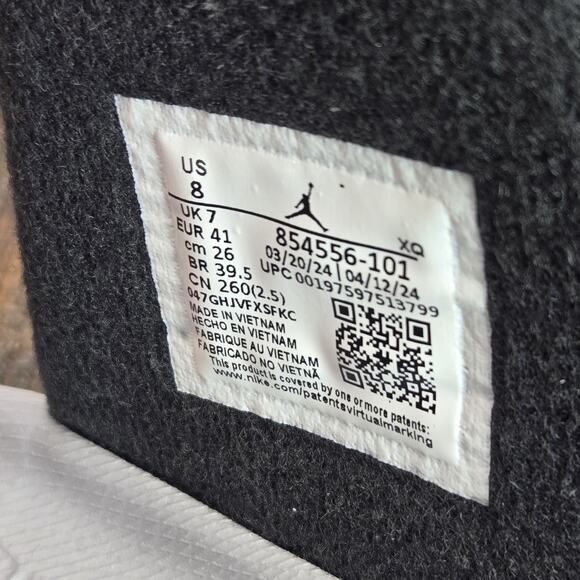 US
8
UK 7
EUR 41
cm 26
BR 39.5
CN 260(2.5)
XQ
854556-101
03/20/24 | 04/12/24
UPC 00197597513799
047GHJVFXSFKC
MADE IN VIETNAM
HECHO EN VIETNAM
FABRIQUE AU VIETNAM
FABRICADO NO VIETNÃ
This product is covered by one or more patents:
www.nike.com/patentsvirtualmarking